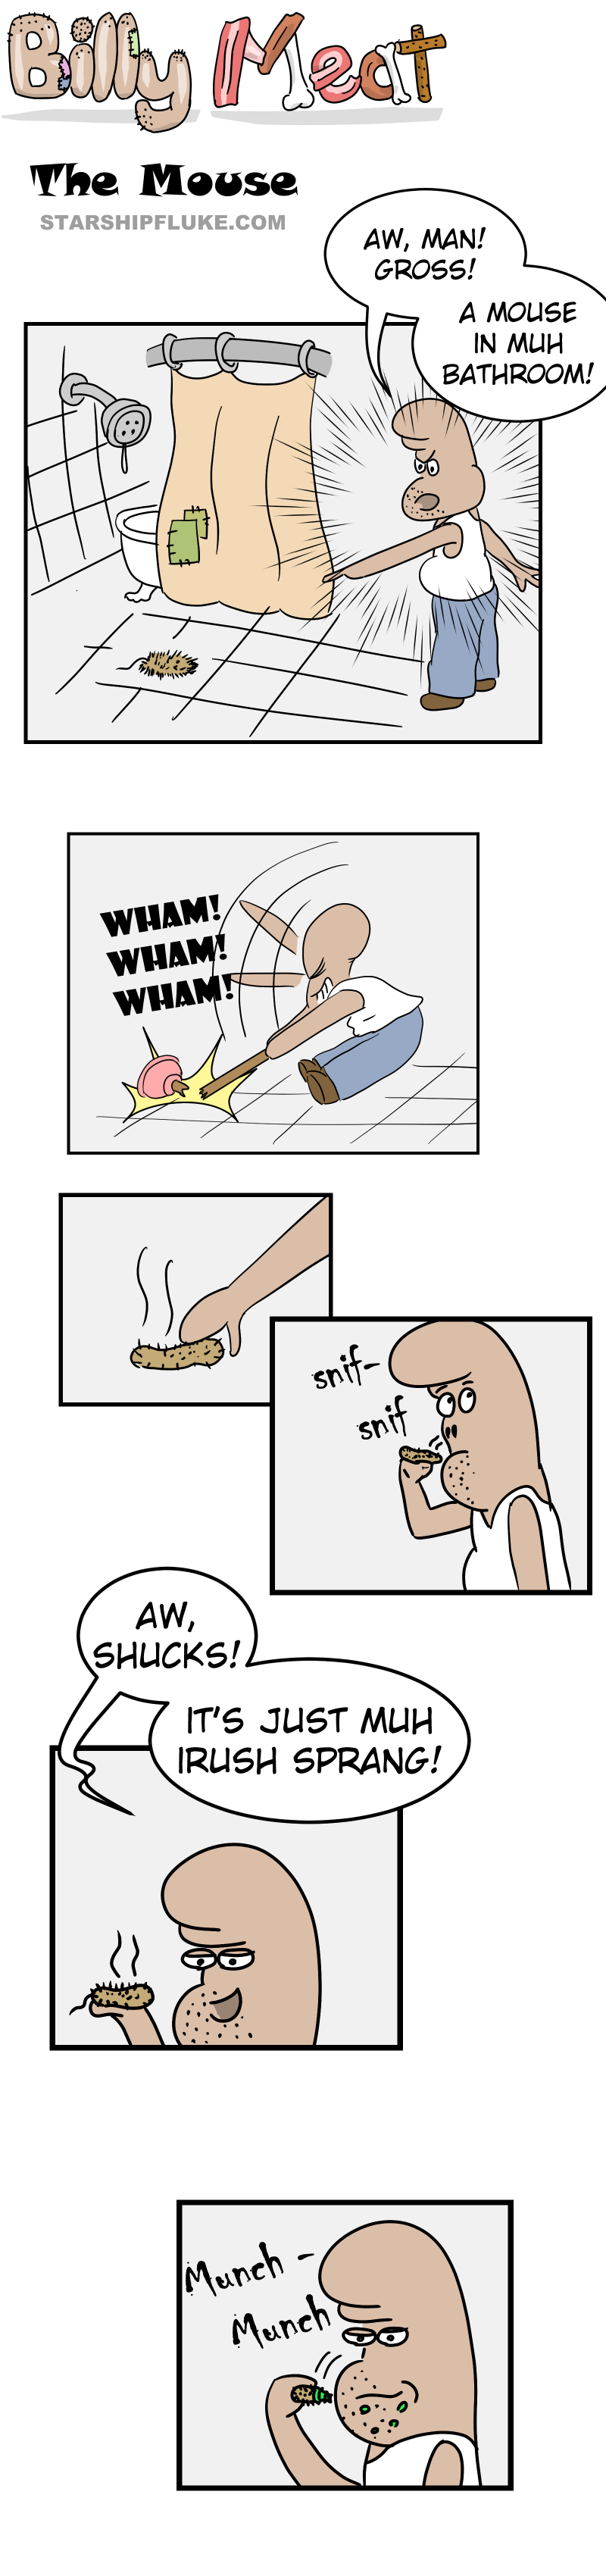 Billy Meat
The Mouse
STARSHIPFLUKE.COM
AW, MAN!
GROSS!
A MOUSE
IN MUH
BATHROOM!
WHAM!
WHAM!
WHAM!
snif-
snif
AW,
SHUCKS!
IT'S JUST MUH
IRUSH SPRANG!
Munch -
Munch